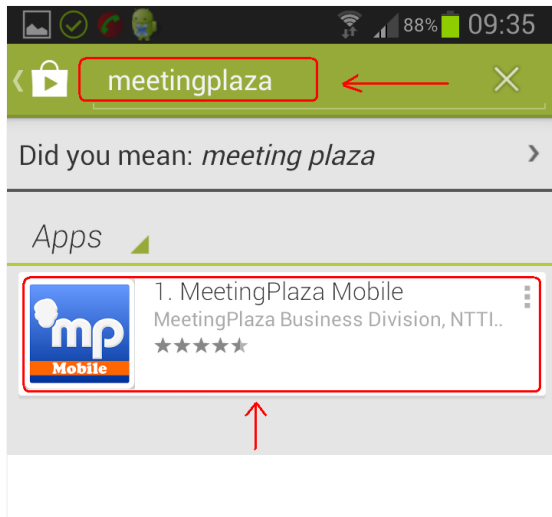 88% 09:35
meetingplaza
Did you mean: meeting plaza
Apps
1. MeetingPlaza Mobile
MeetingPlaza Business Division, NTTI..
mp
Mobile